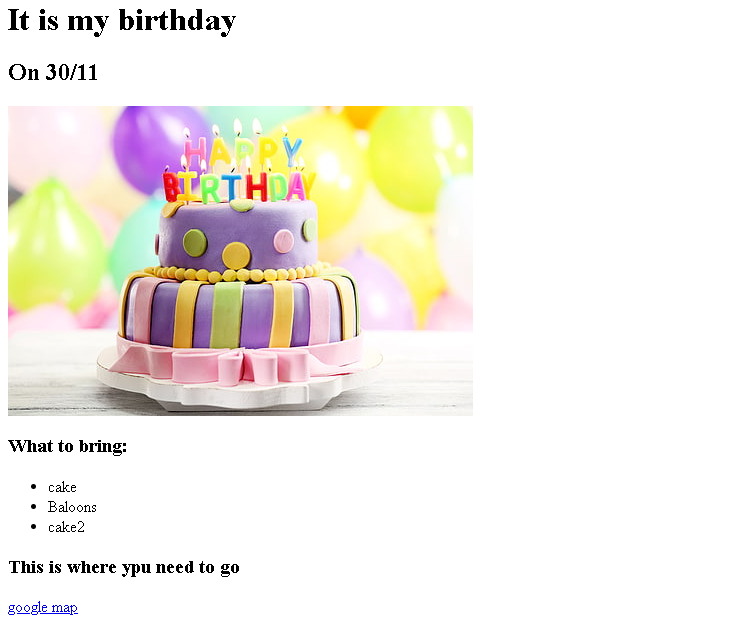 It is my birthday
On 30/11
HAPPY
BIRTHDAY
What to bring:
cake
Baloons
cake2
This is where ypu need to go
google map